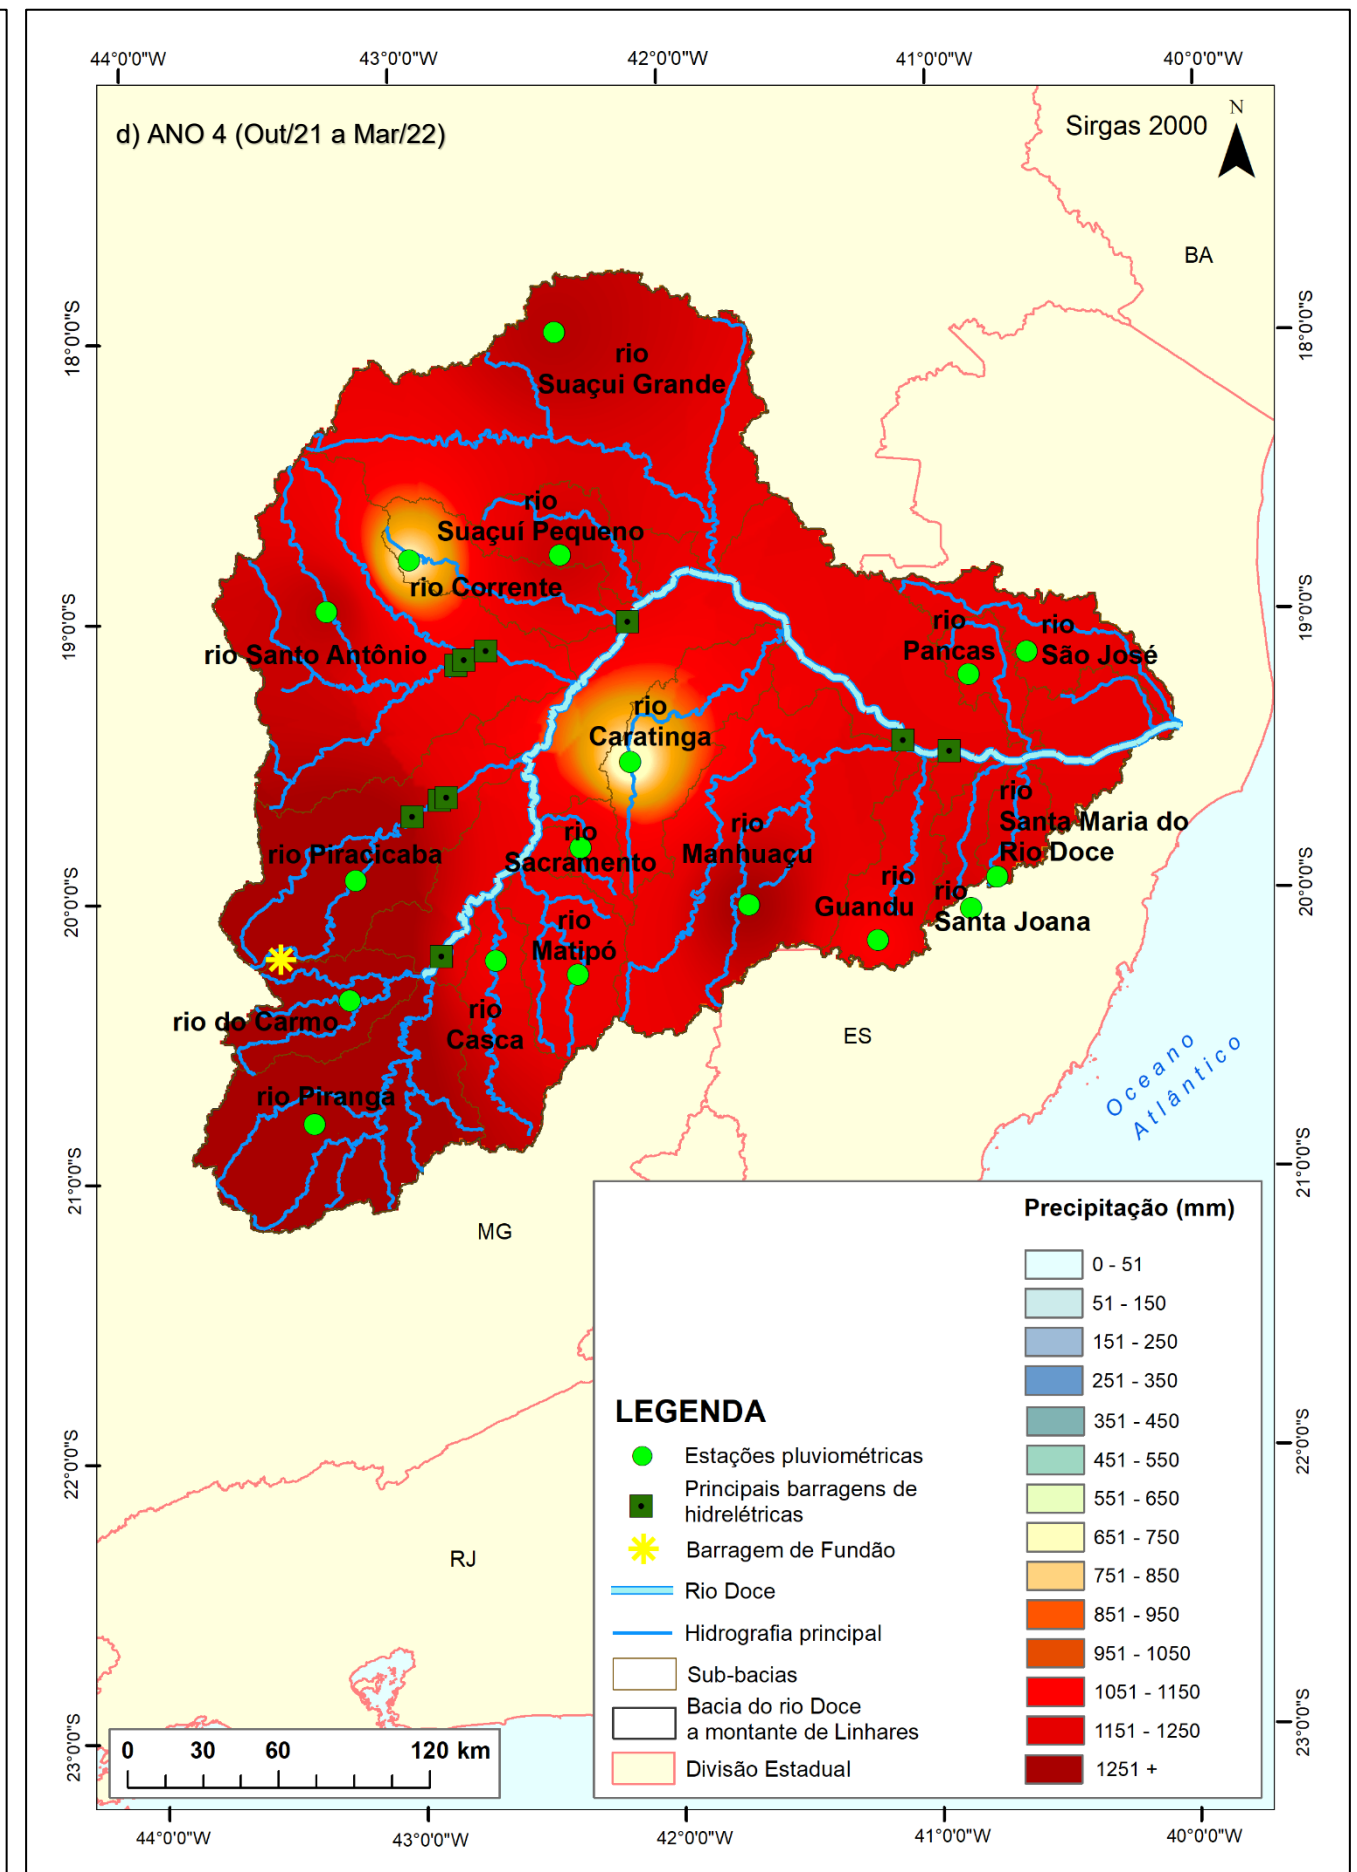 44°0'0"W 43°0'0"W 42°0'0"W 41°0'0"W 40°0'0"W
d) ANO 4 (Out/21 a Mar/22)
Sirgas 2000
N
BA
18°0'0"S
18°0'0"S
rio
Suaçui Grande
rio
Suaçuí Pequeno
rio Corrente
19°0'0"S
19°0'0"S
rio Santo Antônio
rio
Pancas
rio
São José
rio
Caratinga
rio
Santa Maria do
Rio Doce
rio
Sacramento
rio
Manhuaçu
rio Piracicaba
20°0'0"S
20°0'0"S
rio
Guandu
rio
Santa Joana
rio
Matipó
rio do Carmo
rio
Casca
ES
Oceano
Atlântico
rio Piranga
21°0'0"S
21°0'0"S
MG
Precipitação (mm)
0 - 51
51 - 150
151 - 250
251 - 350
351 - 450
451 - 550
551 - 650
651 - 750
751 - 850
851 - 950
951 - 1050
1051 - 1150
1151 - 1250
1251 +
LEGENDA
Estações pluviométricas
Principais barragens de
hidrelétricas
Barragem de Fundão
Rio Doce
Hidrografia principal
Sub-bacias
Bacia do rio Doce
a montante de Linhares
Divisão Estadual
22°0'0"S
22°0'0"S
RJ
23°0'0"S
23°0'0"S
0 30 60 120 km
44°0'0"W 43°0'0"W 42°0'0"W 41°0'0"W 40°0'0"W